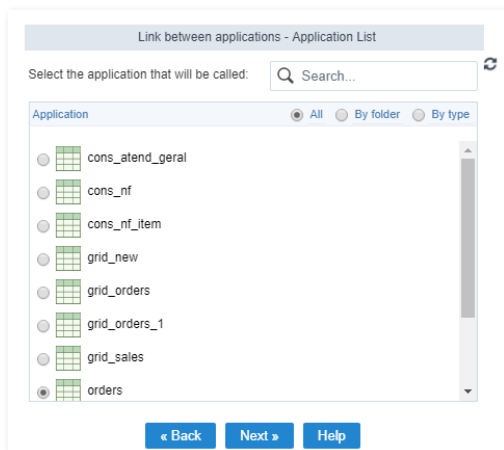 Link between applications - Application List
Select the application that will be called:
Search...
Application
All
By folder
By type
cons_atend_geral
cons_nf
cons_nf_item
grid_new
grid_orders
grid_orders_1
grid_sales
orders
« Back
Next »
Help